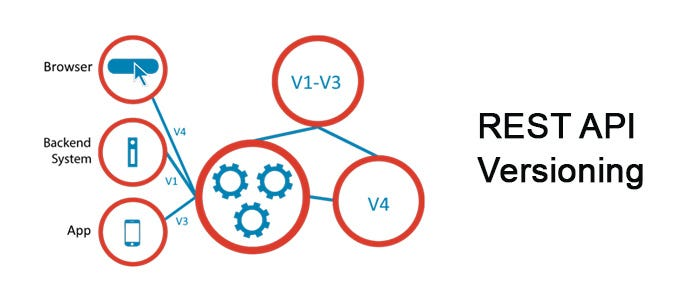 Browser
Backend
System
App
V4
V1
V3
V1-V3
V4
REST API
Versioning